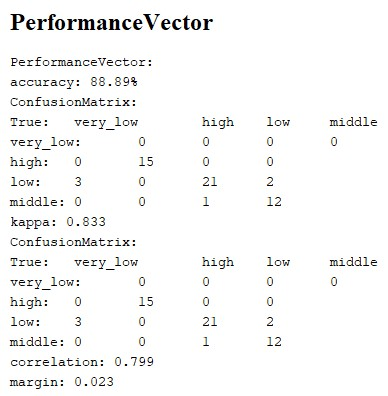 PerformanceVector
PerformanceVector:
accuracy: 88.89%
ConfusionMatrix:
True: very_low high low middle
very_low: 0 0 0 0
high: 0 15 0 0
low: 3 0 21 2
middle: 0 0 1 12
kappa: 0.833
ConfusionMatrix:
True: very_low high low middle
very_low: 0 0 0 0
high: 0 15 0 0
low: 3 0 21 2
middle: 0 0 1 12
correlation: 0.799
margin: 0.023